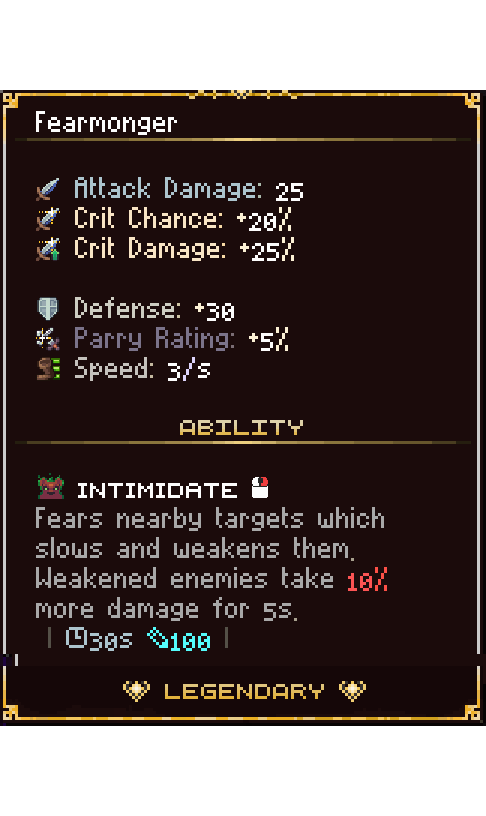 Fearmonger
Attack Damage: 25
Crit Chance: +20%
Crit Damage: +25%
Defense: +30
Parry Rating: +5%
Speed: 3/s
ABILITY
INTIMIDATE
Fears nearby targets which
slows and weakens them.
Weakened enemies take 10%
more damage for 5s.
| 30s 100 |
LEGENDARY